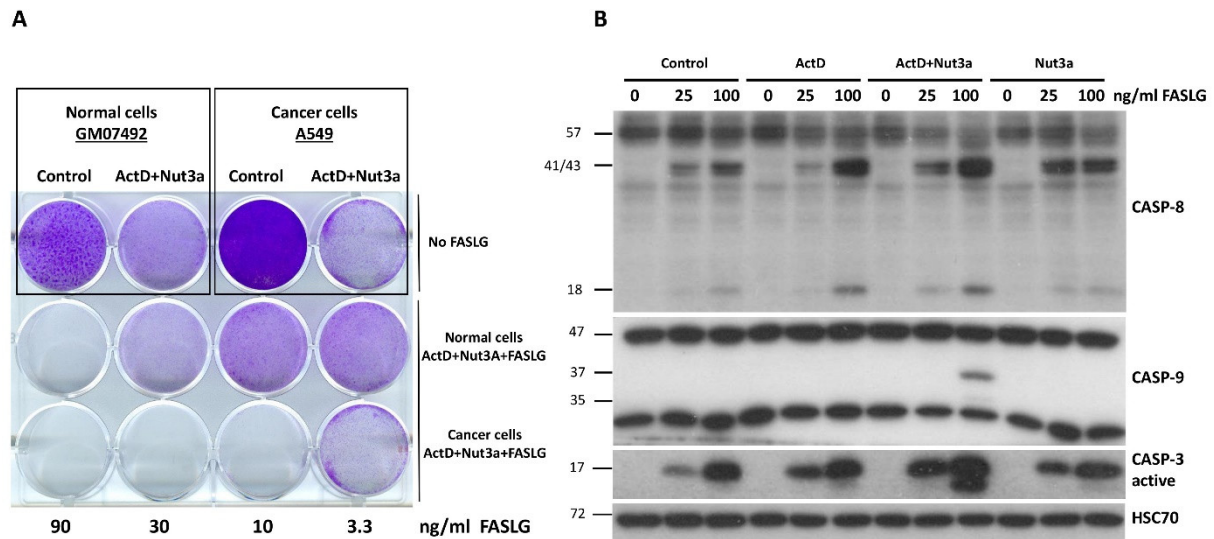 A
Normal cells
GM07492
Cancer cells
A549
Control ActD+Nut3a Control ActD+Nut3a
No FASLG
Normal cells
ActD+Nut3A+FASLG
Cancer cells
ActD+Nut3a+FASLG
90 30 10 3.3 ng/ml FASLG
B
Control ActD ActD+Nut3a Nut3a
0 25 100 0 25 100 0 25 100 0 25 100 ng/ml FASLG
57
41/43
CASP-8
18
47
37
CASP-9
35
17
CASP-3
active
72
HSC70